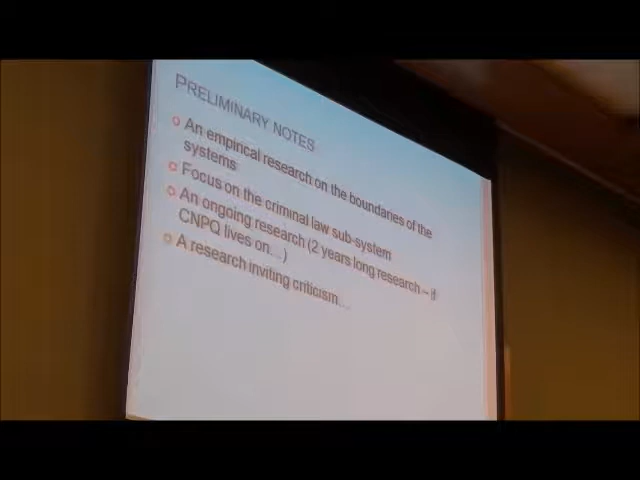 PRELIMINARY NOTES
An empirical research on the boundaries of the
systems
Focus on the criminal law sub-system
An ongoing research (2 years long research – if
CNPQ lives on...)
A research inviting criticism...